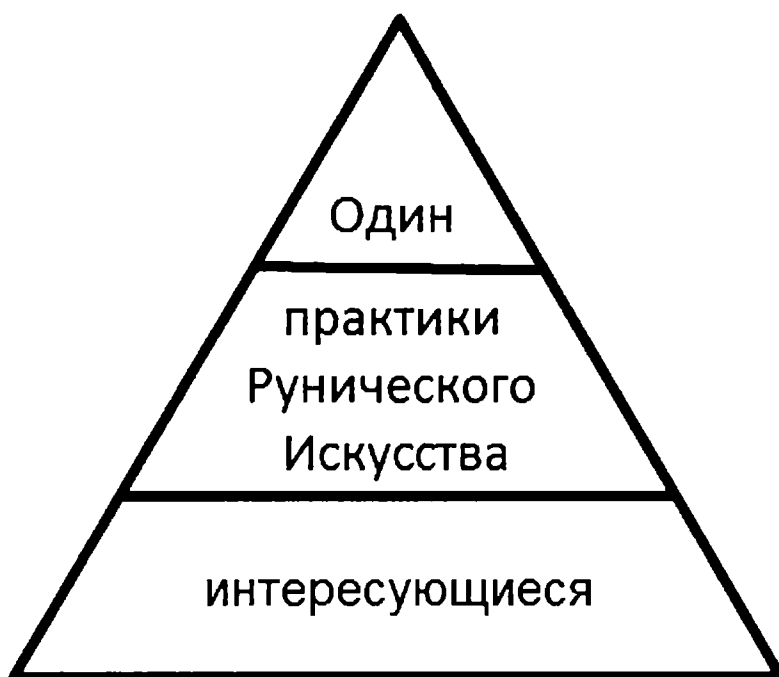 Один
практики
Рунического
Искусства
интересующиеся